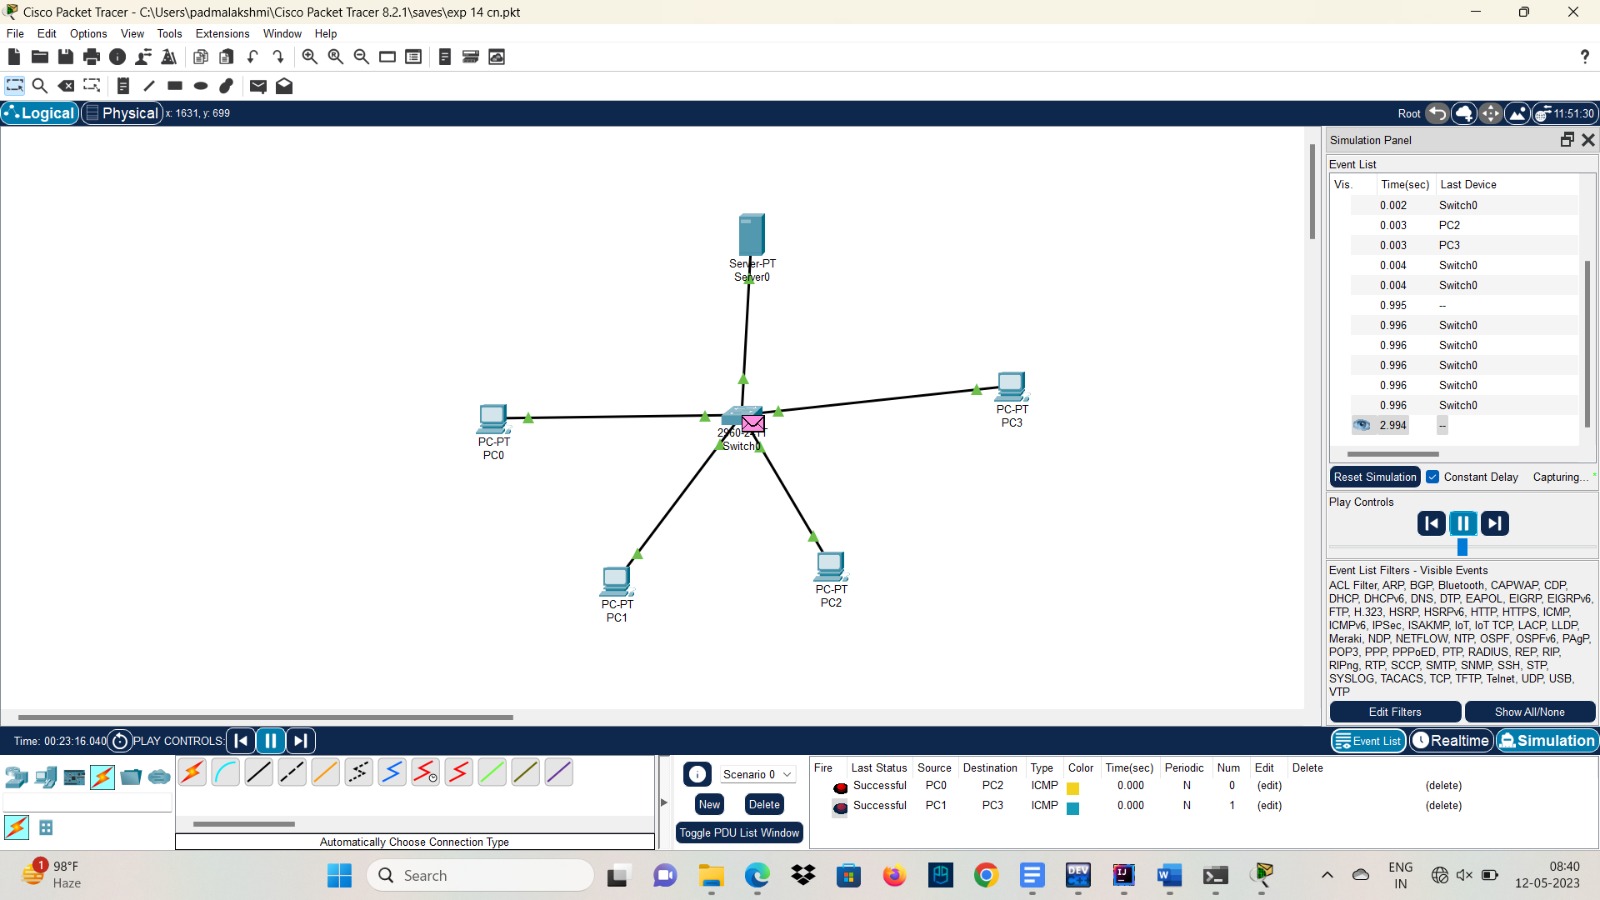 Cisco Packet Tracer - C:\Users\padmalakshmi\Cisco Packet Tracer 8.2.1\saves\exp 14 cn.pkt
File Edit Options View Tools Extensions Window Help
?
Logical Physical x: 1631, y: 699
Root 11:51:30
Server-PT
Server0
PC-PT
PC3
PC-PT
PC0
Switch0
PC-PT
PC2
PC-PT
PC1
Simulation Panel
Event List
Vis. Time(sec) Last Device
0.002 Switch0
0.003 PC2
0.003 PC3
0.004 Switch0
0.004 Switch0
0.995 --
0.996 Switch0
0.996 Switch0
0.996 Switch0
0.996 Switch0
0.996 Switch0
2.994 --
Reset Simulation Constant Delay Capturing...
Play Controls
Event List Filters - Visible Events
ACL Filter, ARP, BGP, Bluetooth, CAPWAP, CDP,
DHCP, DHCPv6, DNS, DTP, EAPOL, EIGRP, EIGRPv6,
FTP, H.323, HSRP, HSRPv6, HTTP, HTTPS, ICMP,
ICMPv6, IPSec, ISAKMP, IoT, IoT TCP, LACP, LLDP,
Meraki, NDP, NETFLOW, NTP, OSPF, OSPFv6, PAgP,
POP3, PPP, PPPoED, PTP, RADIUS, REP, RIP,
RIPng, RTP, SCCP, SMTP, SNMP, SSH, STP,
SYSLOG, TACACS, TCP, TFTP, Telnet, UDP, USB,
VTP
Edit Filters Show All/None
Time: 00:23:16.040 PLAY CONTROLS:
Event List Realtime Simulation
Scenario 0
New Delete
Toggle PDU List Window
Fire Last Status Source Destination Type Color Time(sec) Periodic Num Edit Delete
Successful PC0 PC2 ICMP 0.000 N 0 (edit) (delete)
Successful PC1 PC3 ICMP 0.000 N 1 (edit) (delete)
Automatically Choose Connection Type
1
98°F
Haze
Search
DEV
ENG
IN
08:40
12-05-2023